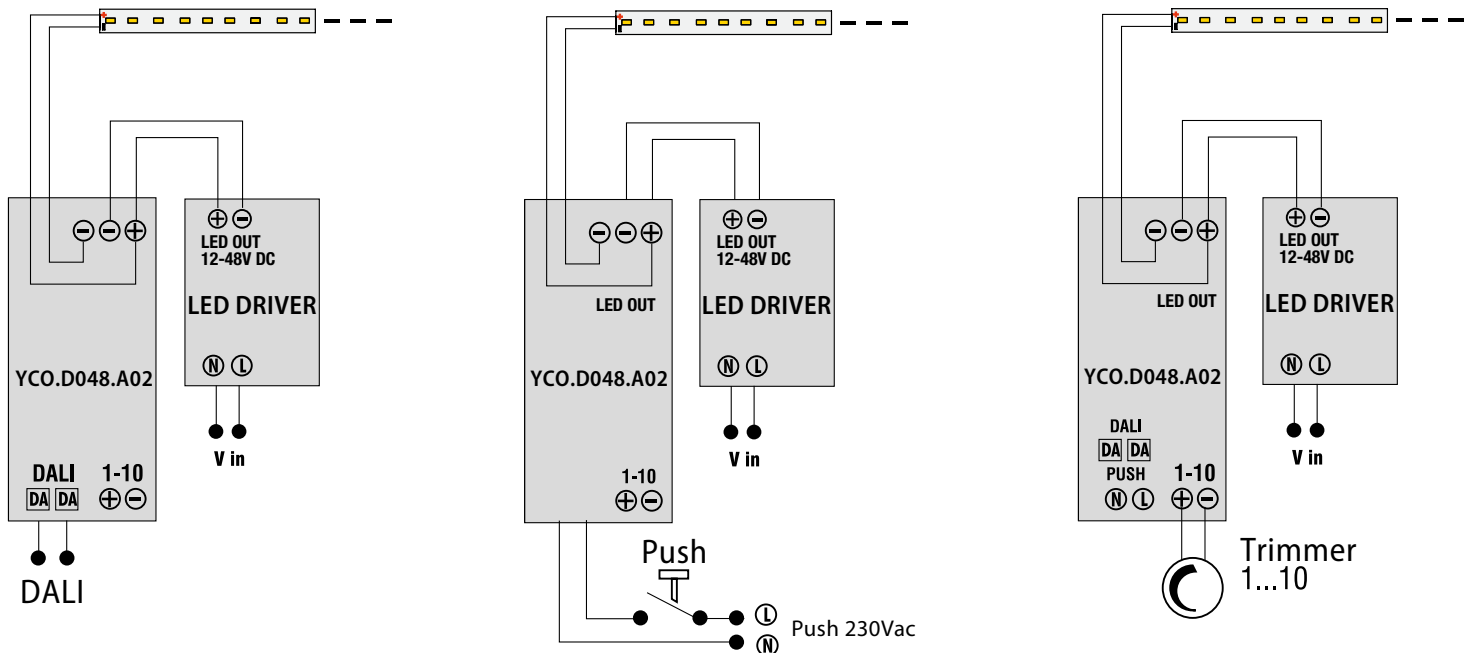 LED OUT
12-48V DC
LED DRIVER
N L
YCO.D048.A02
V in
DALI 1-10
DA DA
DALI
LED OUT
12-48V DC
LED OUT
LED DRIVER
N L
YCO.D048.A02
V in
1-10
Push
L
N
Push 230Vac
LED OUT
12-48V DC
LED OUT
LED DRIVER
N L
YCO.D048.A02
V in
DALI
DA DA
PUSH 1-10
N L
Trimmer
1...10